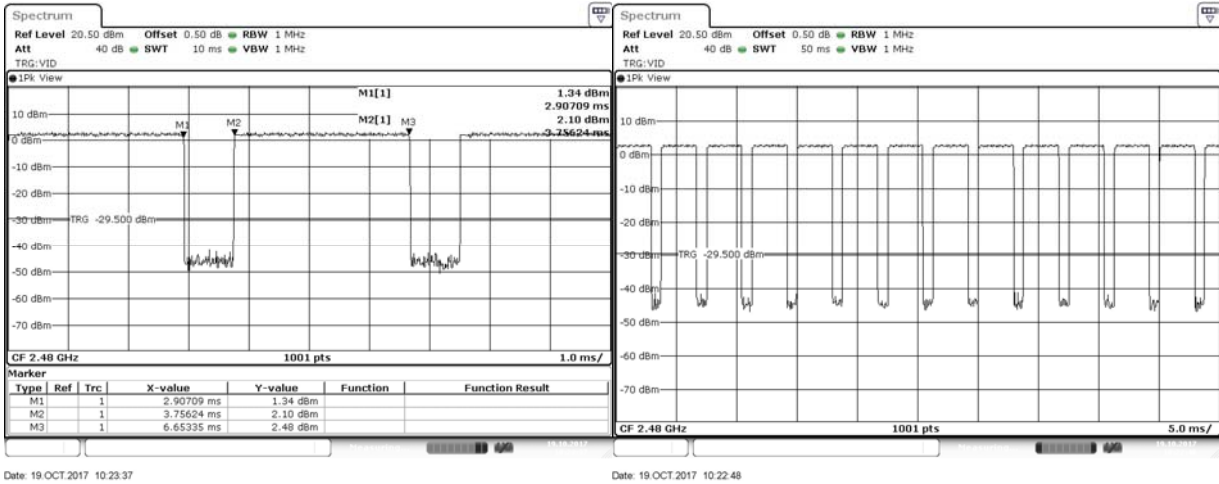 Spectrum
Ref Level 20.50 dBm Offset 0.50 dB RBW 1 MHz
Att 40 dB SWT 10 ms VBW 1 MHz
TRG:VID
1Pk View
M1[1] 1.34 dBm
2.90709 ms
10 dBm
M2[1] 2.10 dBm
3.75624 ms
M1 M2 M3
0 dBm
-10 dBm
-20 dBm
-30 dBm
TRG -29.500 dBm
-40 dBm
-50 dBm
-60 dBm
-70 dBm
CF 2.48 GHz 1001 pts 1.0 ms/
Marker
Type Ref Trc X-value Y-value Function Function Result
M1 1 2.90709 ms 1.34 dBm
M2 1 3.75624 ms 2.10 dBm
M3 1 6.65335 ms 2.48 dBm
Date: 19.OCT.2017 10:23:37
Spectrum
Ref Level 20.50 dBm Offset 0.50 dB RBW 1 MHz
Att 40 dB SWT 50 ms VBW 1 MHz
TRG:VID
1Pk View
10 dBm
0 dBm
-10 dBm
-20 dBm
-30 dBm
TRG -29.500 dBm
-40 dBm
-50 dBm
-60 dBm
-70 dBm
CF 2.48 GHz 1001 pts 5.0 ms/
Date: 19.OCT.2017 10:22:48